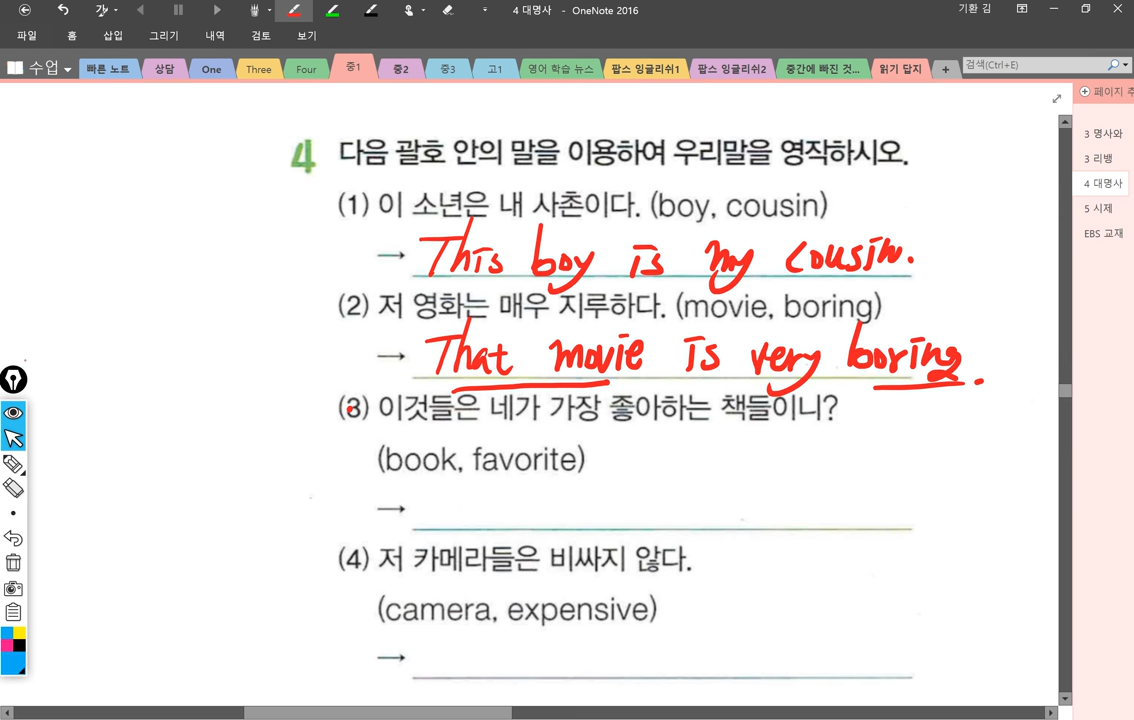 4 대명사 - OneNote 2016
기환 김
파일 홈 삽입 그리기 내역 검토 보기
수업 빠른 노트 상담 One Three Four 중1 중2 중3 고1 영어 학습 뉴스 팝스 잉글리쉬1 팝스 잉글리쉬2 중간에 빠진 것... 읽기 답지 + 검색(Ctrl+E)
페이지 추
3 명사와
3 리뱅
4 대명사
5 시제
EBS 교재
4 다음 괄호 안의 말을 이용하여 우리말을 영작하시오.
(1) 이 소년은 내 사촌이다. (boy, cousin)
→ This boy is my cousin.
(2) 저 영화는 매우 지루하다. (movie, boring)
→ That movie is very boring.
(3) 이것들은 네가 가장 좋아하는 책들이니?
(book, favorite)
→
(4) 저 카메라들은 비싸지 않다.
(camera, expensive)
→